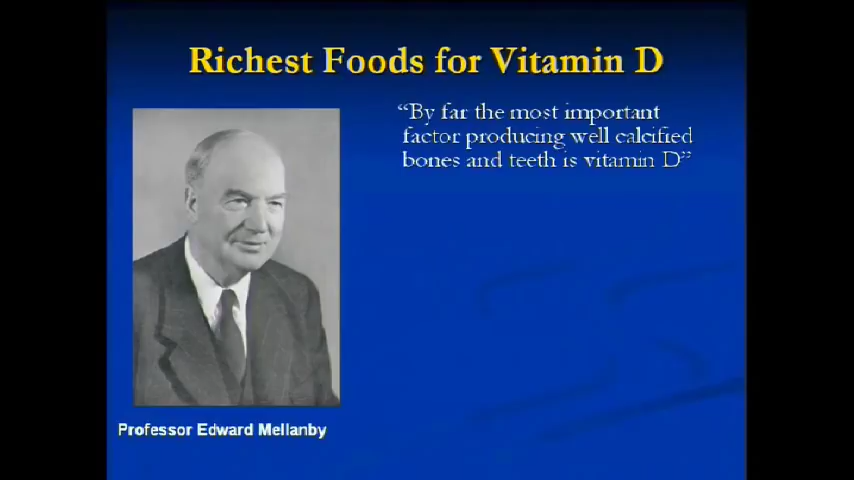 Richest Foods for Vitamin D
“By far the most important
factor producing well calcified
bones and teeth is vitamin D”
Professor Edward Mellanby